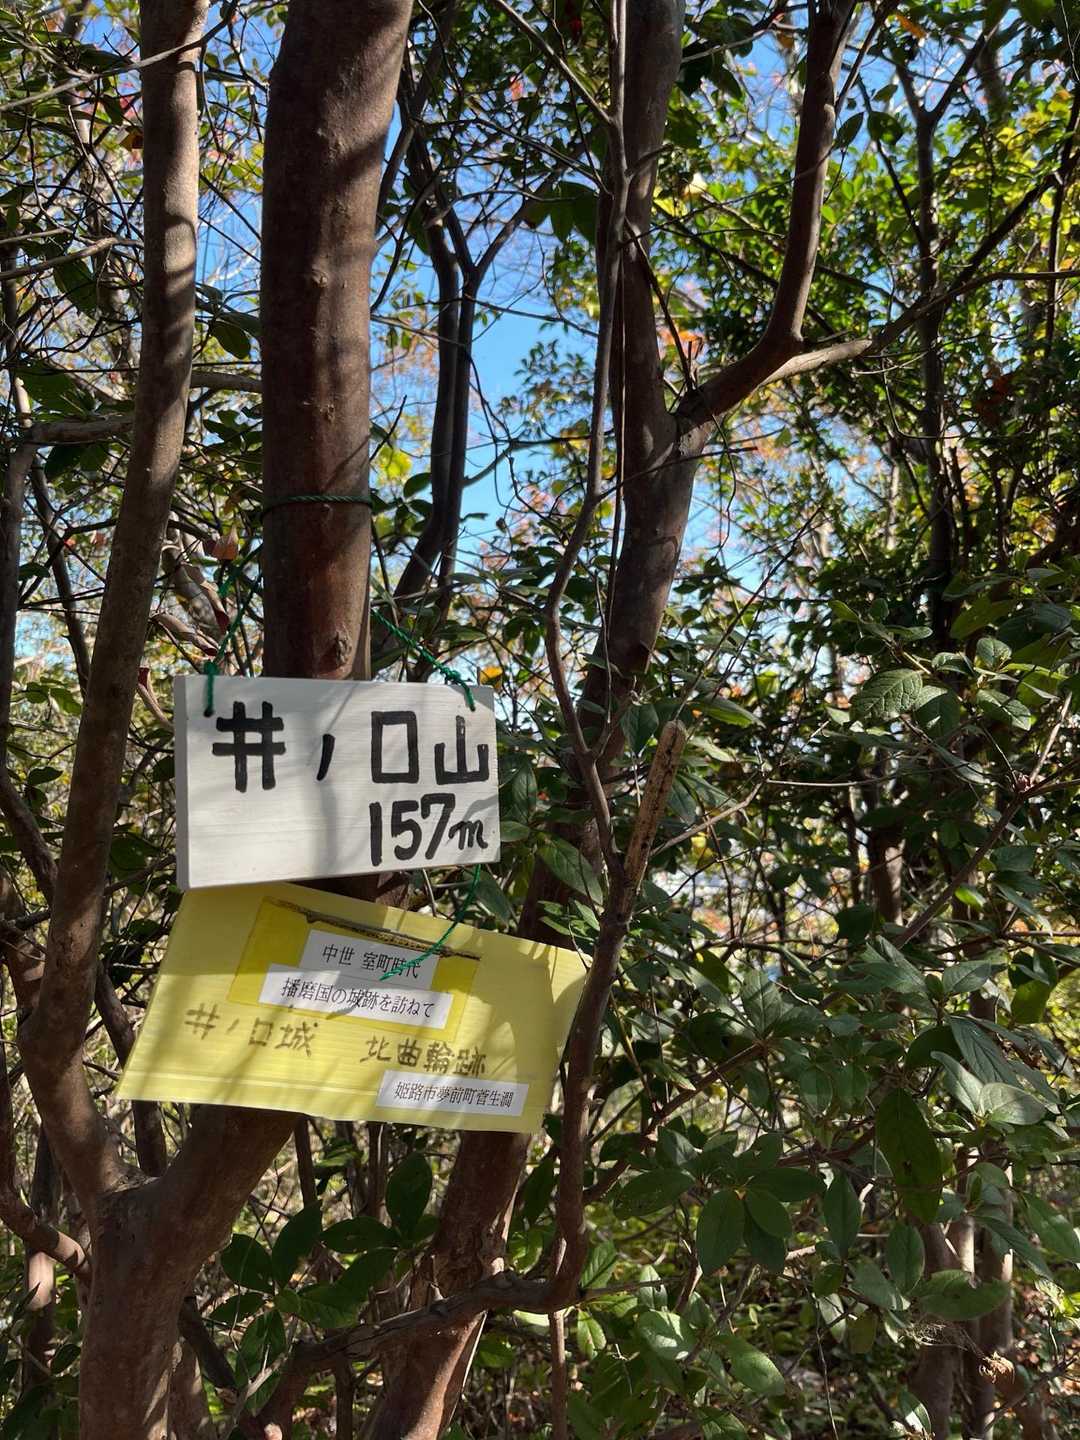 井ノ口山
157m
中世 室町時代
播磨国の城跡を訪ねて
井ノ口城 北曲輪跡
姫路市夢前町菅生澗